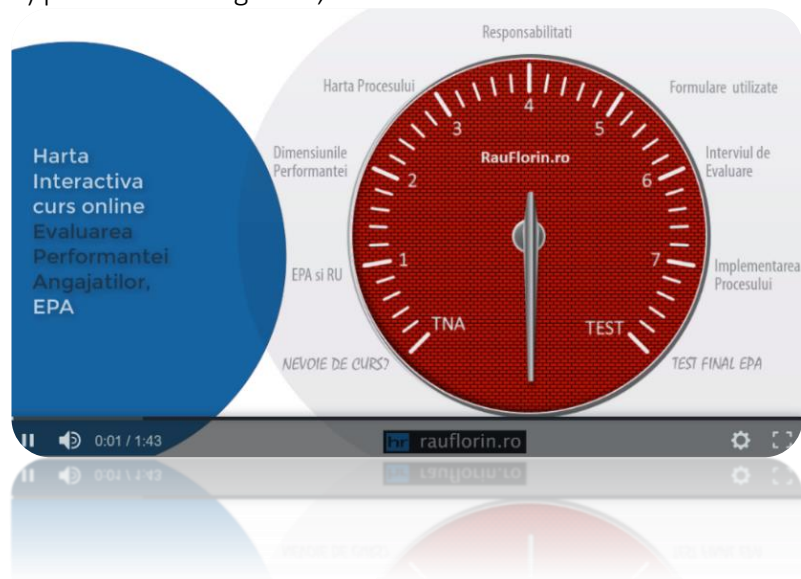 Responsabilitati
Harta Procesului
Formulare utilizate
Dimensiunile
Performantei
Interviul de
Evaluare
EPA si RU
Implementarea
Procesului
NEVOIE DE CURS?
TEST FINAL EPA
Harta
Interactiva
curs online
Evaluarea
Performantei
Angajatilor,
EPA
RauFlorin.ro
TNA
1
2
3
4
5
6
7
TEST
0:01 / 1:43
hr rauflorin.ro